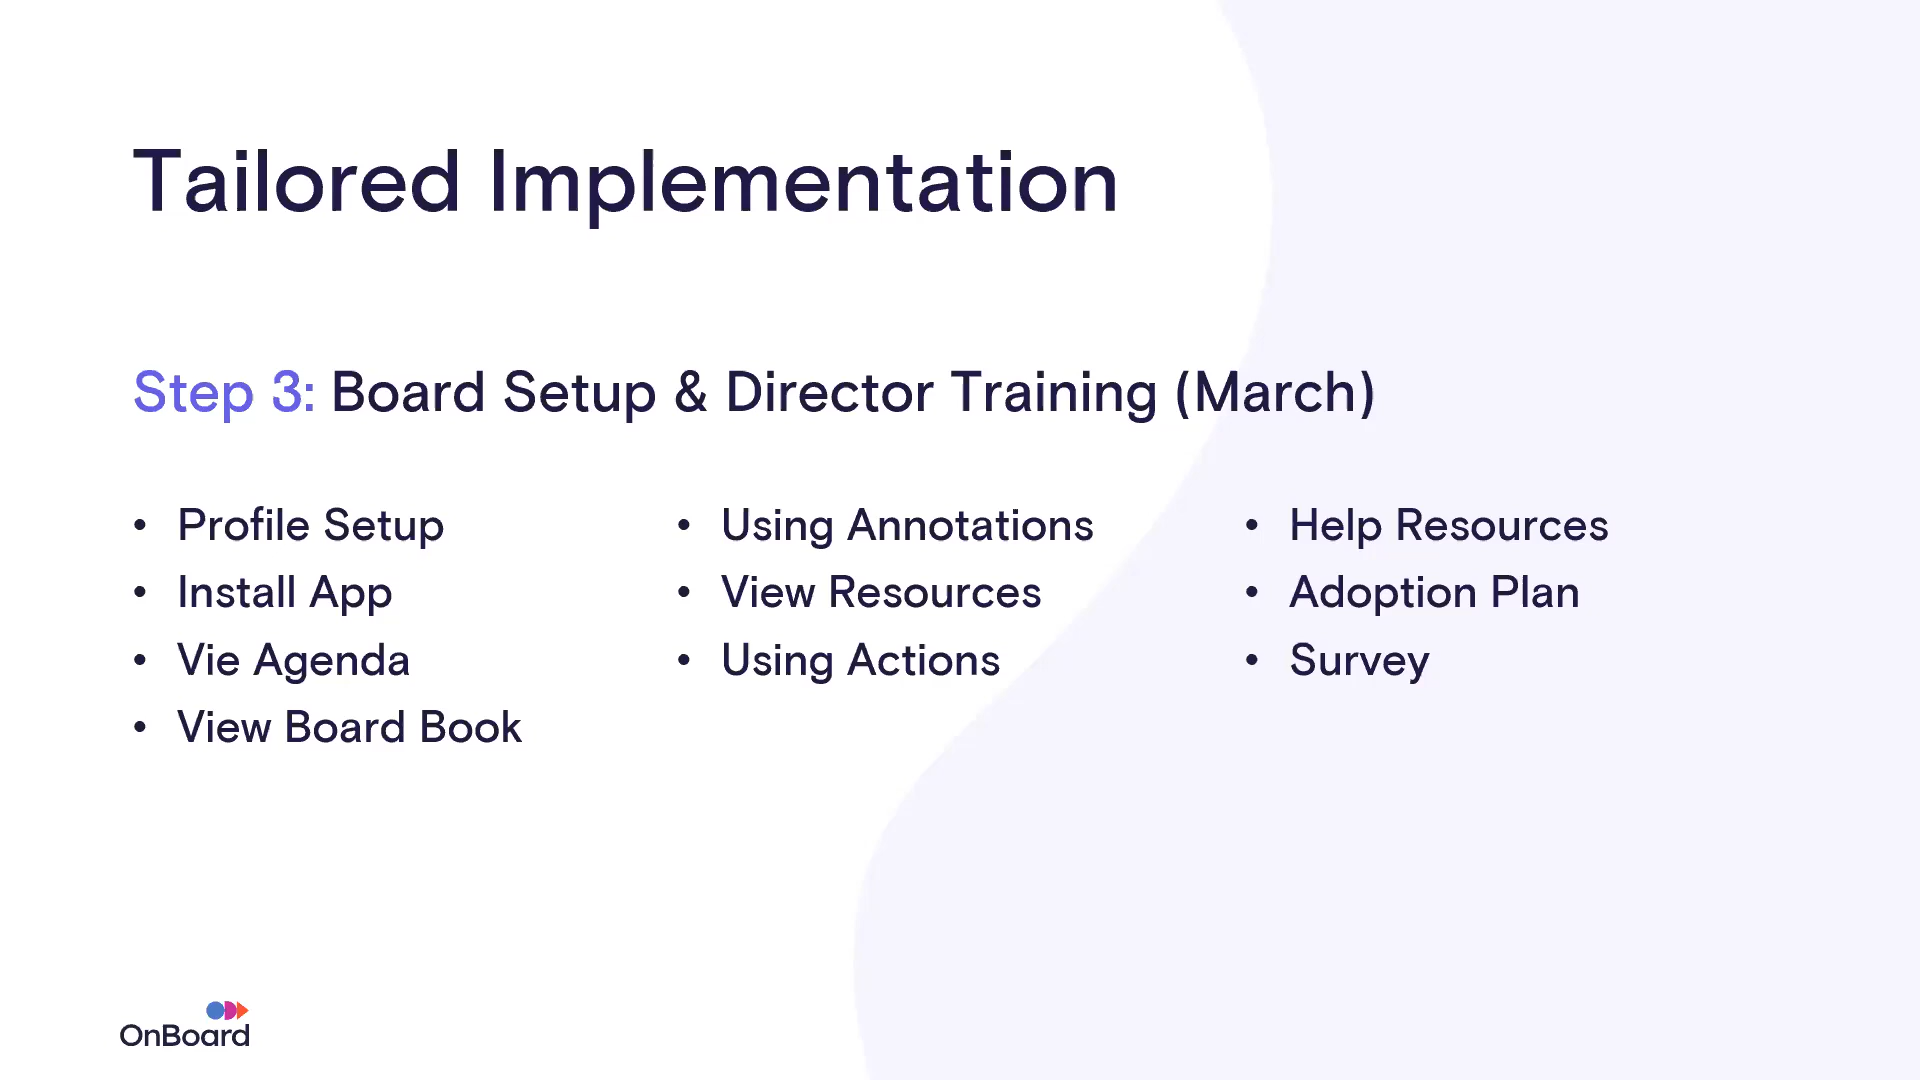 Tailored Implementation
Step 3: Board Setup & Director Training (March)
• Profile Setup
• Install App
• Vie Agenda
• View Board Book
• Using Annotations
• View Resources
• Using Actions
• Help Resources
• Adoption Plan
• Survey
OnBoard